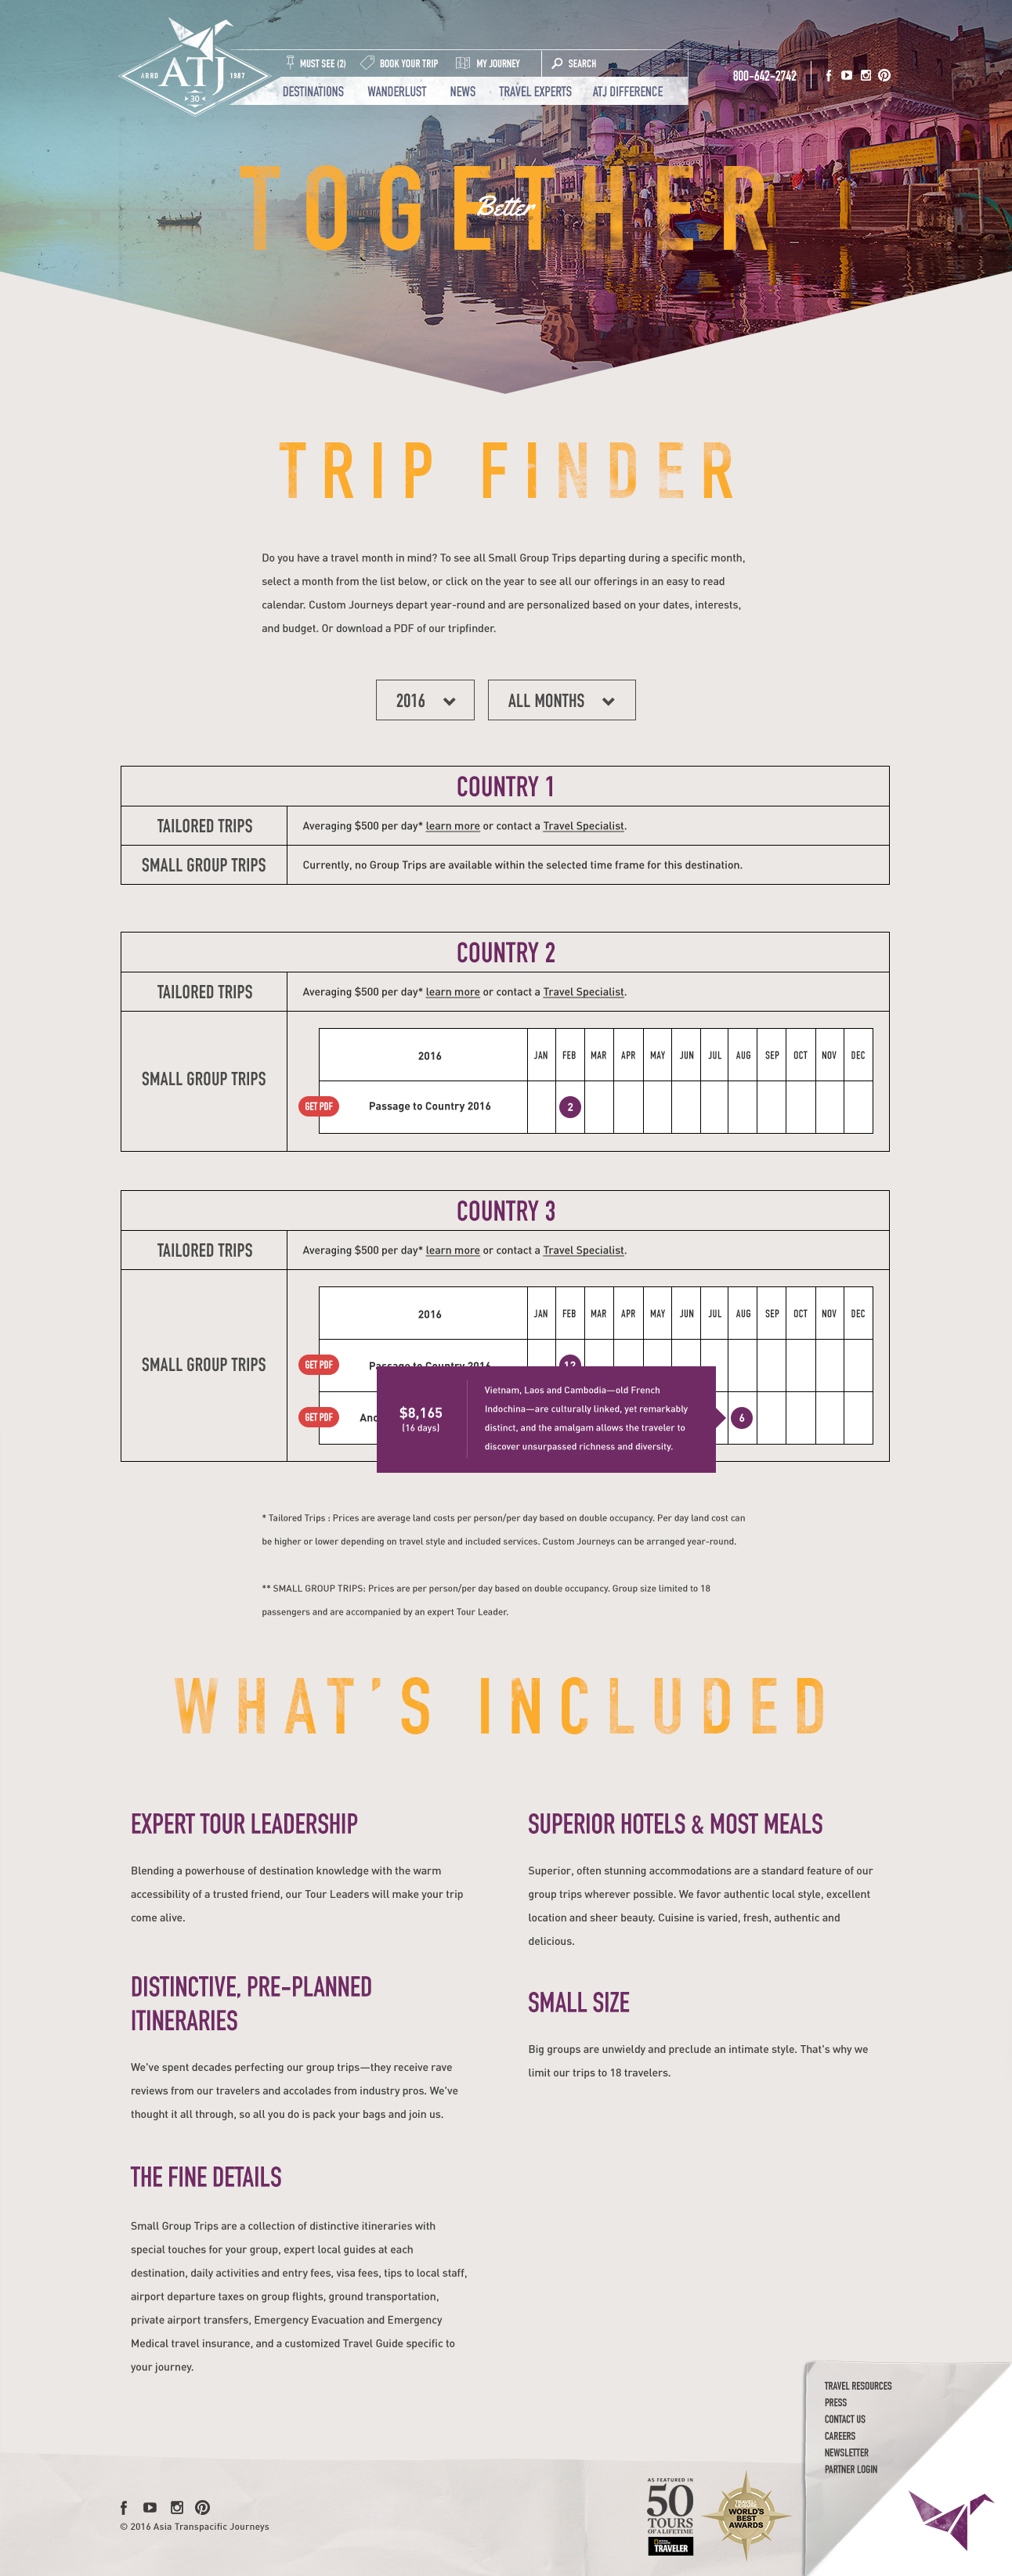 ARRD
ATJ
1987
30
MUST SEE (2)
BOOK YOUR TRIP
MY JOURNEY
SEARCH
800-642-2742
DESTINATIONS
WANDERLUST
NEWS
TRAVEL EXPERTS
ATJ DIFFERENCE
TOGETHER
Better
TRIP FINDER
Do you have a travel month in mind? To see all Small Group Trips departing during a specific month,
select a month from the list below, or click on the year to see all our offerings in an easy to read
calendar. Custom Journeys depart year-round and are personalized based on your dates, interests,
and budget. Or download a PDF of our tripfinder.
2016
ALL MONTHS
COUNTRY 1
TAILORED TRIPS
Averaging $500 per day* learn more or contact a Travel Specialist.
SMALL GROUP TRIPS
Currently, no Group Trips are available within the selected time frame for this destination.
COUNTRY 2
TAILORED TRIPS
Averaging $500 per day* learn more or contact a Travel Specialist.
SMALL GROUP TRIPS
2016 JAN FEB MAR APR MAY JUN JUL AUG SEP OCT NOV DEC
GET PDF
Passage to Country 2016
2
COUNTRY 3
TAILORED TRIPS
Averaging $500 per day* learn more or contact a Travel Specialist.
SMALL GROUP TRIPS
2016 JAN FEB MAR APR MAY JUN JUL AUG SEP OCT NOV DEC
GET PDF
Passage to Country 2016
12
GET PDF
6
$8,165
(16 days)
Vietnam, Laos and Cambodia—old French
Indochina—are culturally linked, yet remarkably
distinct, and the amalgam allows the traveler to
discover unsurpassed richness and diversity.
* Tailored Trips : Prices are average land costs per person/per day based on double occupancy. Per day land cost can
be higher or lower depending on travel style and included services. Custom Journeys can be arranged year-round.
** SMALL GROUP TRIPS: Prices are per person/per day based on double occupancy. Group size limited to 18
passengers and are accompanied by an expert Tour Leader.
WHAT'S INCLUDED
EXPERT TOUR LEADERSHIP
Blending a powerhouse of destination knowledge with the warm
accessibility of a trusted friend, our Tour Leaders will make your trip
come alive.
DISTINCTIVE, PRE-PLANNED
ITINERARIES
We've spent decades perfecting our group trips—they receive rave
reviews from our travelers and accolades from industry pros. We've
thought it all through, so all you do is pack your bags and join us.
THE FINE DETAILS
Small Group Trips are a collection of distinctive itineraries with
special touches for your group, expert local guides at each
destination, daily activities and entry fees, visa fees, tips to local staff,
airport departure taxes on group flights, ground transportation,
private airport transfers, Emergency Evacuation and Emergency
Medical travel insurance, and a customized Travel Guide specific to
your journey.
SUPERIOR HOTELS & MOST MEALS
Superior, often stunning accommodations are a standard feature of our
group trips wherever possible. We favor authentic local style, excellent
location and sheer beauty. Cuisine is varied, fresh, authentic and
delicious.
SMALL SIZE
Big groups are unwieldy and preclude an intimate style. That's why we
limit our trips to 18 travelers.
TRAVEL RESOURCES
PRESS
CONTACT US
CAREERS
NEWSLETTER
PARTNER LOGIN
© 2016 Asia Transpacific Journeys
AS FEATURED IN
50
TOURS
OF A LIFETIME
TRAVELER
WORLD'S
BEST
AWARDS